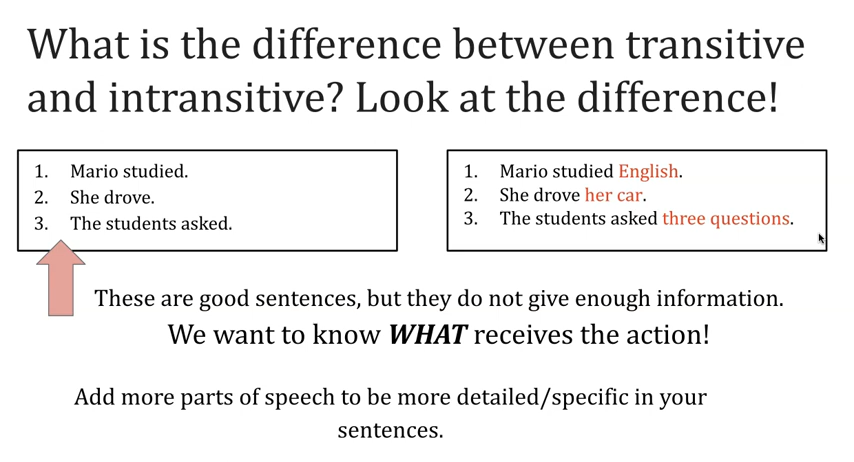 What is the difference between transitive
and intransitive? Look at the difference!
1. Mario studied.
2. She drove.
3. The students asked.
1. Mario studied English.
2. She drove her car.
3. The students asked three questions.
These are good sentences, but they do not give enough information.
We want to know WHAT receives the action!
Add more parts of speech to be more detailed/specific in your
sentences.